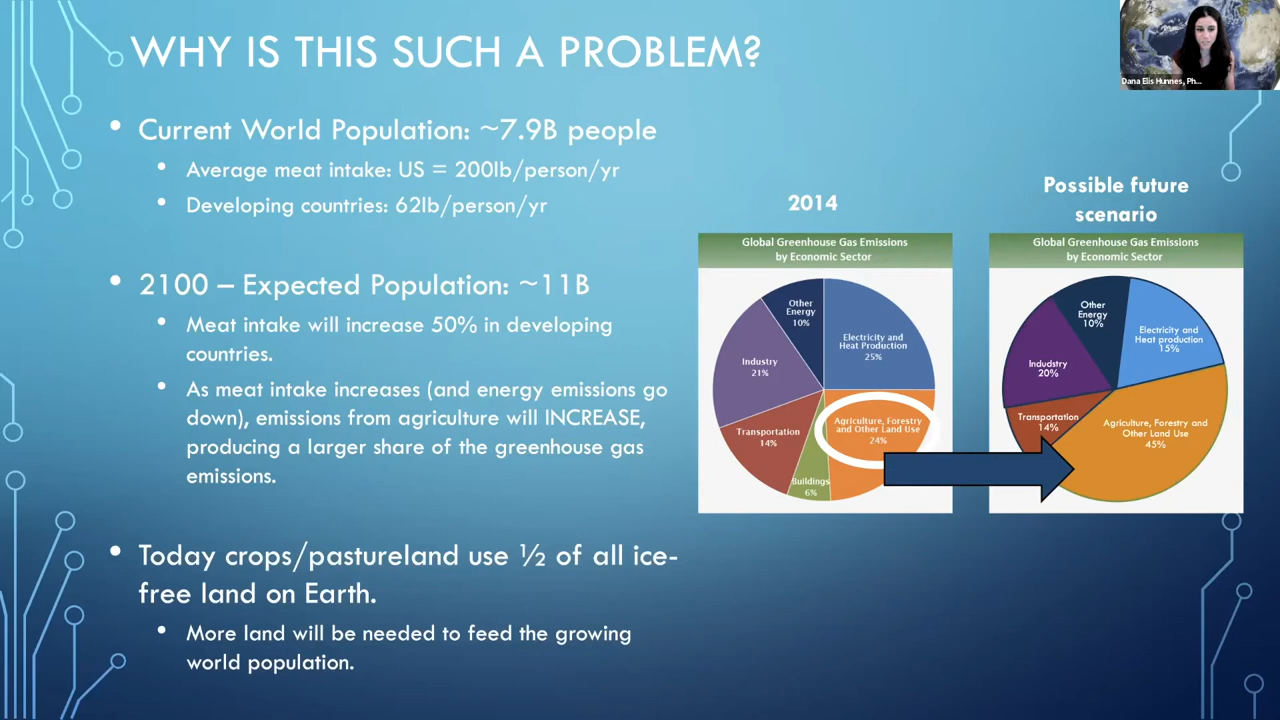 WHY IS THIS SUCH A PROBLEM?
Dana Elis Hunnes, Ph...
• Current World Population: ~7.9B people
• Average meat intake: US = 200lb/person/yr
• Developing countries: 62lb/person/yr
• 2100 – Expected Population: ~11B
• Meat intake will increase 50% in developing
countries.
• As meat intake increases (and energy emissions go
down), emissions from agriculture will INCREASE,
producing a larger share of the greenhouse gas
emissions.
• Today crops/pastureland use ½ of all ice-
free land on Earth.
• More land will be needed to feed the growing
world population.
2014
Global Greenhouse Gas Emissions
by Economic Sector
Other
Energy
10%
Electricity and
Heat Production
25%
Industry
21%
Agriculture, Forestry
and Other Land Use
24%
Transportation
14%
Buildings
6%
Possible future
scenario
Global Greenhouse Gas Emissions
by Economic Sector
Other
Energy
10%
Electricity and
Heat production
15%
Indudstry
20%
Transportation
14%
Agriculture, Forestry and
Other Land Use
45%